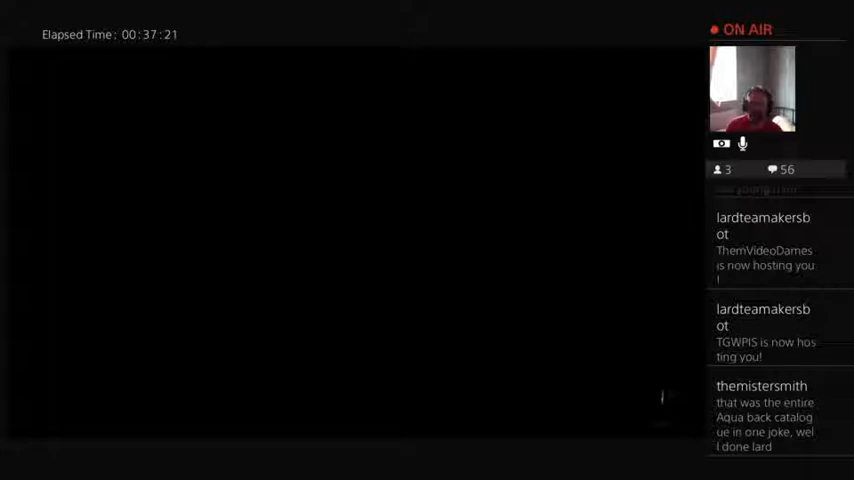 Elapsed Time: 00:37:21
ON AIR
3
56
lardteamakersb
ot
ThemVideoDames
is now hosting you
!
lardteamakersb
ot
TGWPIS is now hos
ting you!
themistersmith
that was the entire
Aqua back catalog
ue in one joke, wel
l done lard